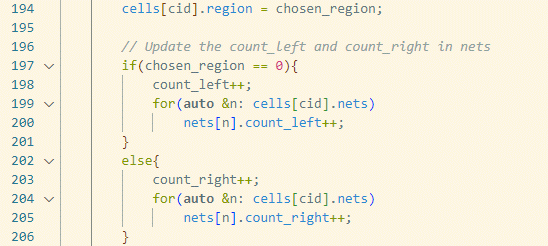 194 cells[cid].region = chosen_region;
195
196 // Update the count_left and count_right in nets
197 if(chosen_region == 0){
198 count_left++;
199 for(auto &n: cells[cid].nets)
200 nets[n].count_left++;
201 }
202 else{
203 count_right++;
204 for(auto &n: cells[cid].nets)
205 nets[n].count_right++;
206 }